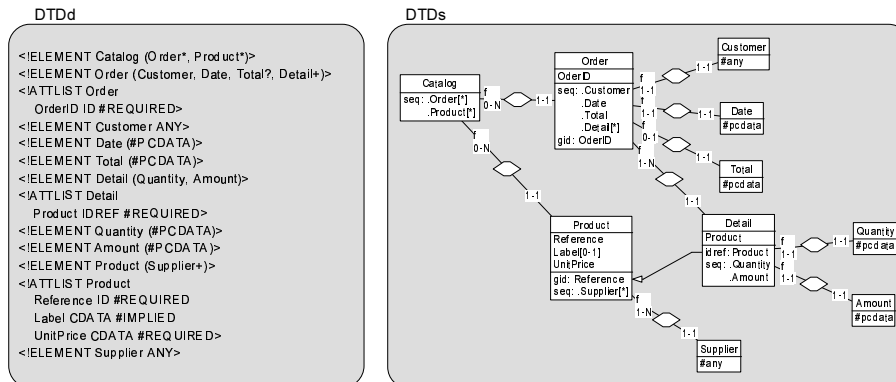 DTDd
<!ELEMENT Catalog (Order*, Product*)>
<!ELEMENT Order (Customer, Date, Total?, Detail+)>
<!ATTLIST Order
OrderID ID #REQUIRED>
<!ELEMENT Customer ANY>
<!ELEMENT Date (#PCDATA)>
<!ELEMENT Total (#PCDATA)>
<!ELEMENT Detail (Quantity, Amount)>
<!ATTLIST Detail
Product IDREF #REQUIRED>
<!ELEMENT Quantity (#PCDATA)>
<!ELEMENT Amount (#PCDATA)>
<!ELEMENT Product (Supplier+)>
<!ATTLIST Product
Reference ID #REQUIRED
Label CDATA #IMPLIED
UnitPrice CDATA #REQUIRED>
<!ELEMENT Supplier ANY>
DTDs
Catalog
seq: .Order[*]
.Product[*]
f
0-N
1-1
f
0-N
1-1
Order
OderID
seq: .Customer
.Date
.Total
.Detail[*]
gid: OderID
f
1-1
1-1
Customer
#any
f
1-1
1-1
Date
#pcdata
f
0-1
1-1
Total
#pcdata
f
1-N
1-1
Product
Reference
Label[0-1]
UnitPrice
gid: Reference
seq: .Supplier[*]
f
1-N
1-1
Supplier
#any
Detail
Product
idref: Product
seq: .Quantity
.Amount
f
1-1
1-1
Quantity
#pcdata
f
1-1
1-1
Amount
#pcdata